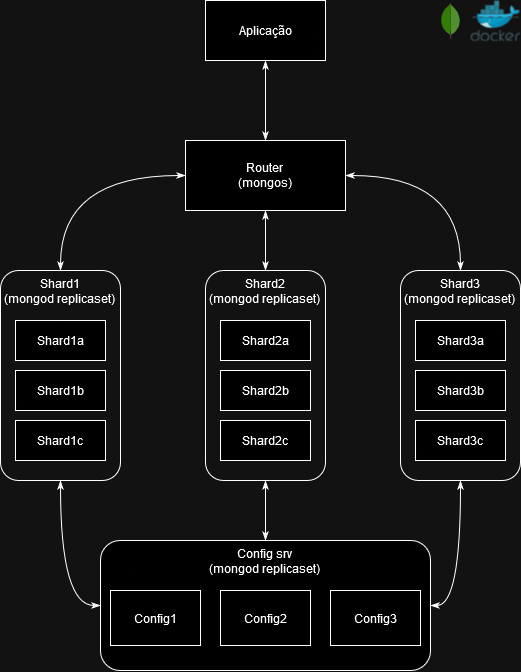 Aplicação
docker
Router
(mongos)
Shard1
(mongod replicaset)
Shard1a
Shard1b
Shard1c
Shard2
(mongod replicaset)
Shard2a
Shard2b
Shard2c
Shard3
(mongod replicaset)
Shard3a
Shard3b
Shard3c
Config srv
(mongod replicaset)
Config1
Config2
Config3